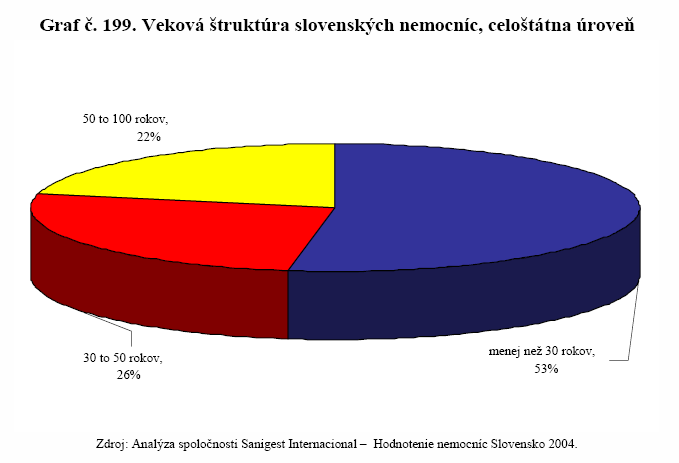 Graf č. 199. Veková štruktúra slovenských nemocníc, celoštátna úroveň
50 to 100 rokov,
22%
30 to 50 rokov,
26%
menej než 30 rokov,
53%
Zdroj: Analýza spoločnosti Sanigest Internacional – Hodnotenie nemocníc Slovensko 2004.